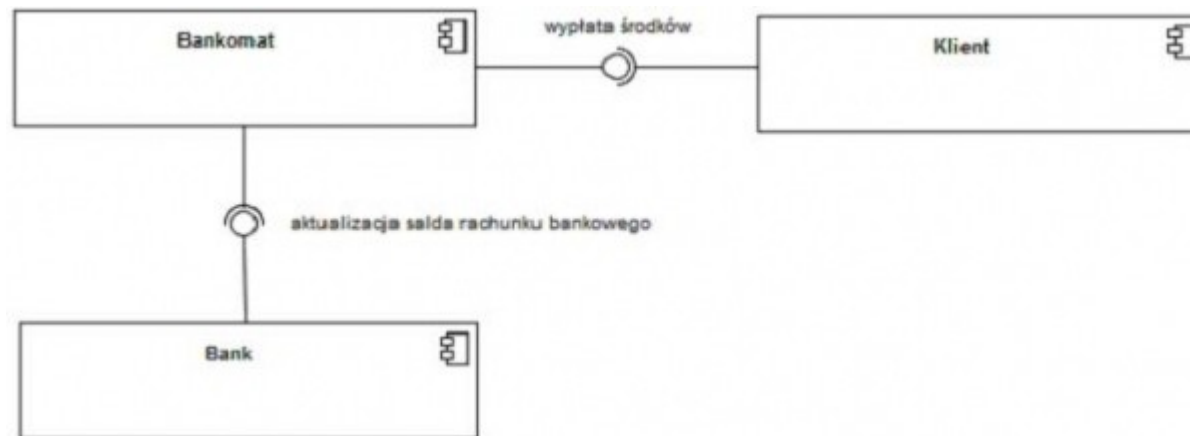 Bankomat
wypłata środków
Klient
aktualizacja salda rachunku bankowego
Bank